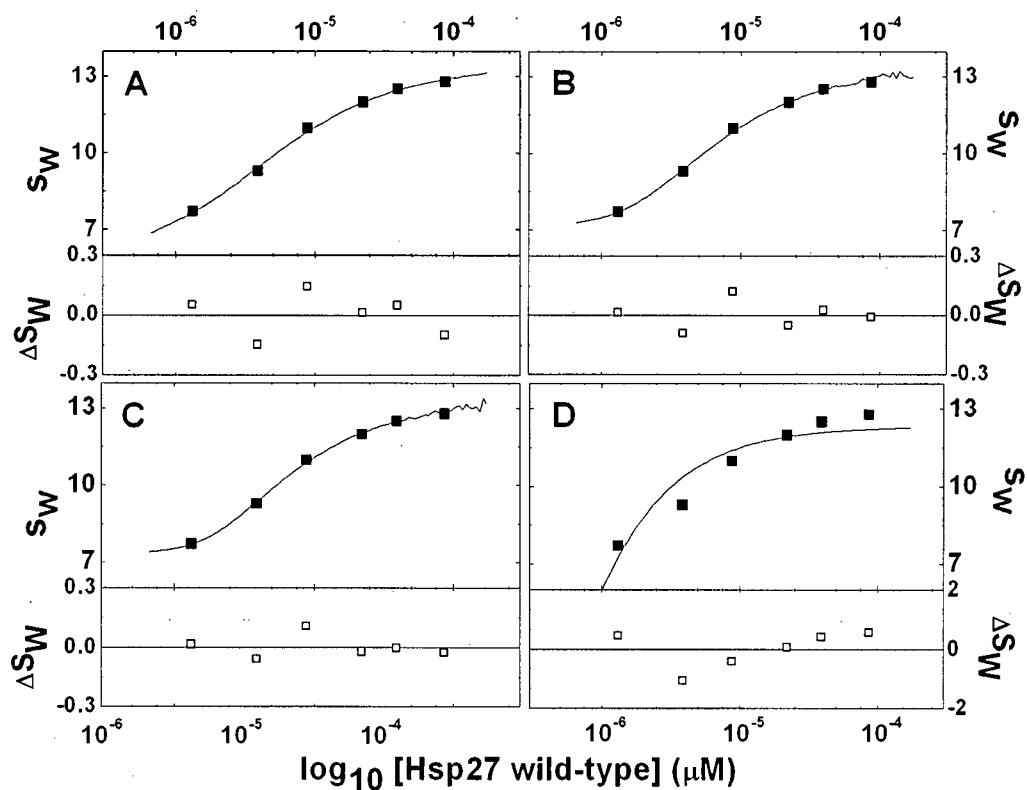 10⁻⁶ 10⁻⁵ 10⁻⁴ 10⁻⁶ 10⁻⁵ 10⁻⁴
A
13
10
7
S_W
0.3
0.0
-0.3
ΔS_W
B
13
10
7
S_W
0.3
0.0
-0.3
ΔS_W
C
13
10
7
S_W
0.3
0.0
-0.3
ΔS_W
D
13
10
7
S_W
2
0
-2
ΔS_W
10⁻⁶ 10⁻⁵ 10⁻⁴ 10⁻⁶ 10⁻⁵ 10⁻⁴
log₁₀ [Hsp27 wild-type] (μM)